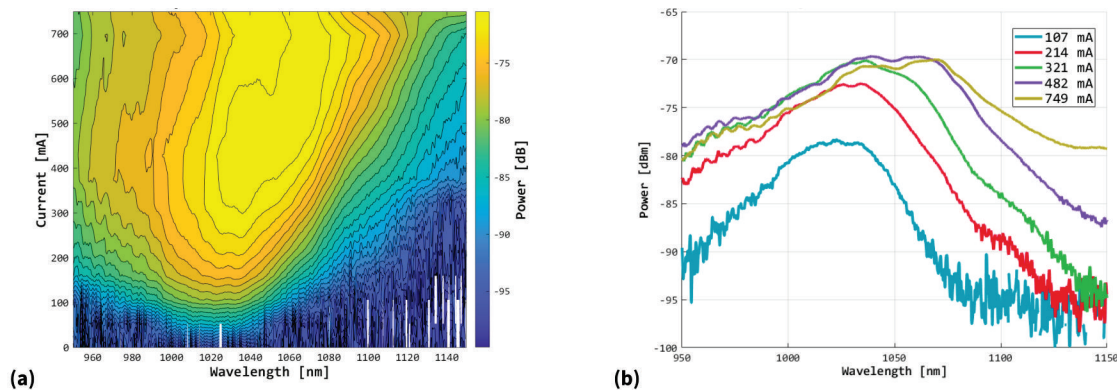 700
600
500
400
300
200
100
0
Current [mA]
960 980 1000 1020 1040 1060 1080 1100 1120 1140
Wavelength [nm]
-75
-80
-85
-90
-95
Power [dB]
(a)
-65
-70
-75
-80
-85
-90
-95
-100
Power [dBm]
107 mA
214 mA
321 mA
482 mA
749 mA
950 1000 1050 1100 1150
Wavelength [nm]
(b)